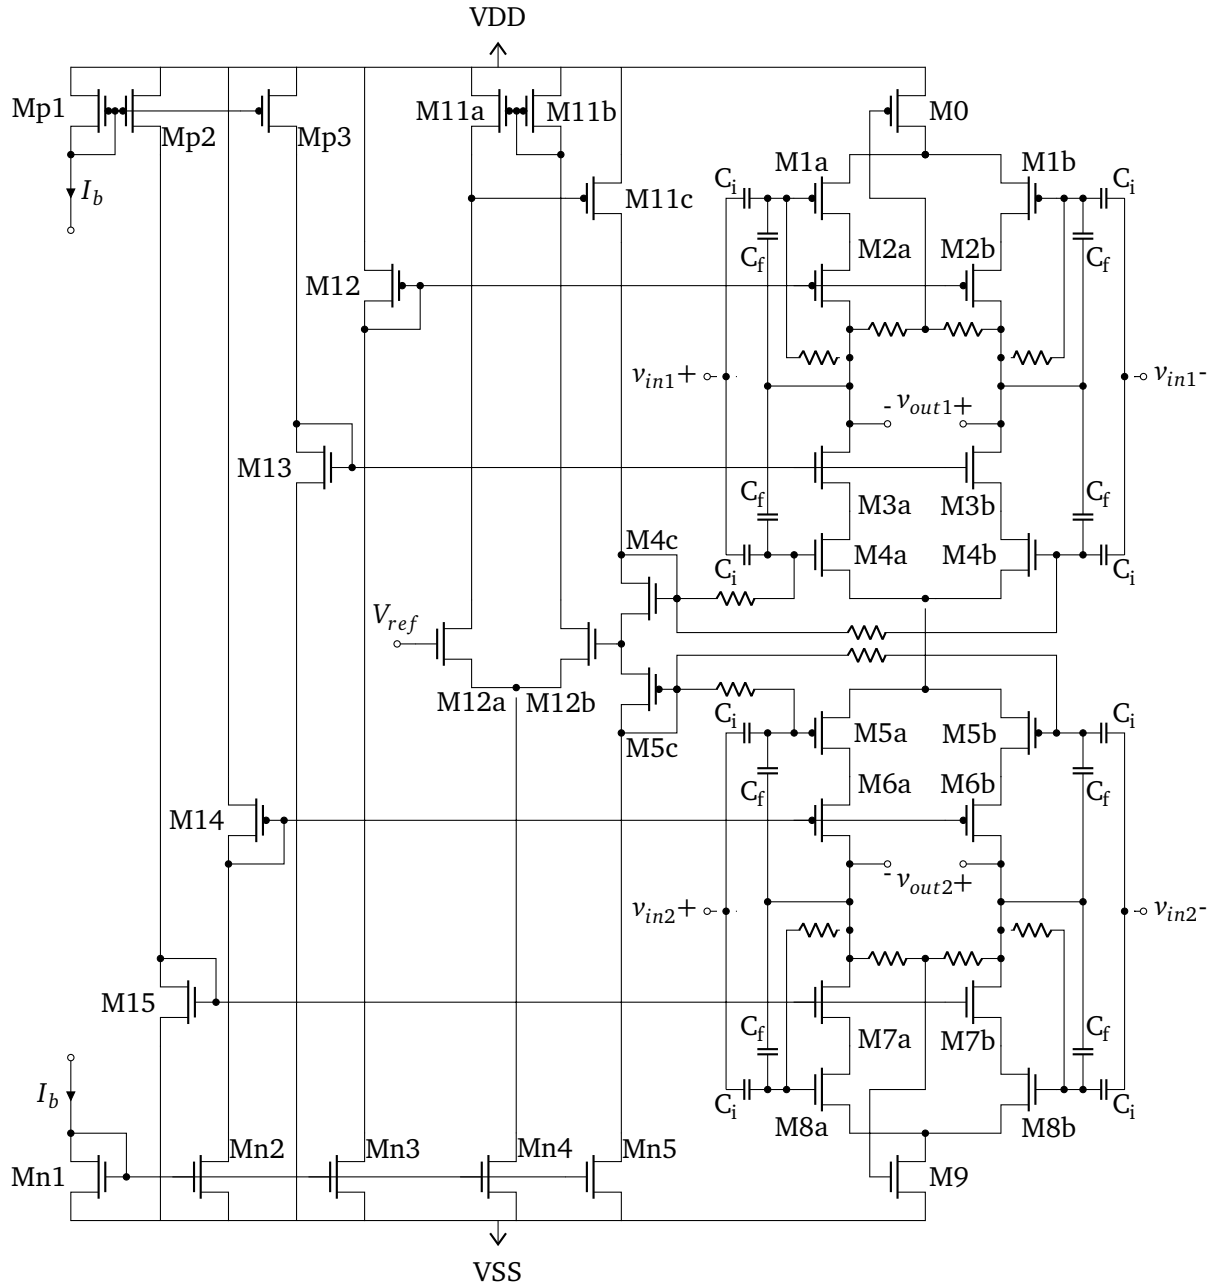 VDD
Mp1
Mp2
Mp3
M11a
M11b
M0
I_b
M11c
M1a
M1b
C_i
C_i
C_f
M2a
M2b
C_f
M12
v_in1+
- v_out1+
v_in1-
M13
C_f
M3a
M3b
C_f
M4c
C_i
M4a
M4b
C_i
V_ref
M12a
M12b
M5c
C_i
M5a
M5b
C_i
C_f
M6a
M6b
C_f
M14
- v_out2+
v_in2+
v_in2-
M15
C_f
M7a
M7b
C_f
I_b
C_i
M8a
M8b
C_i
Mn1
Mn2
Mn3
Mn4
Mn5
M9
VSS